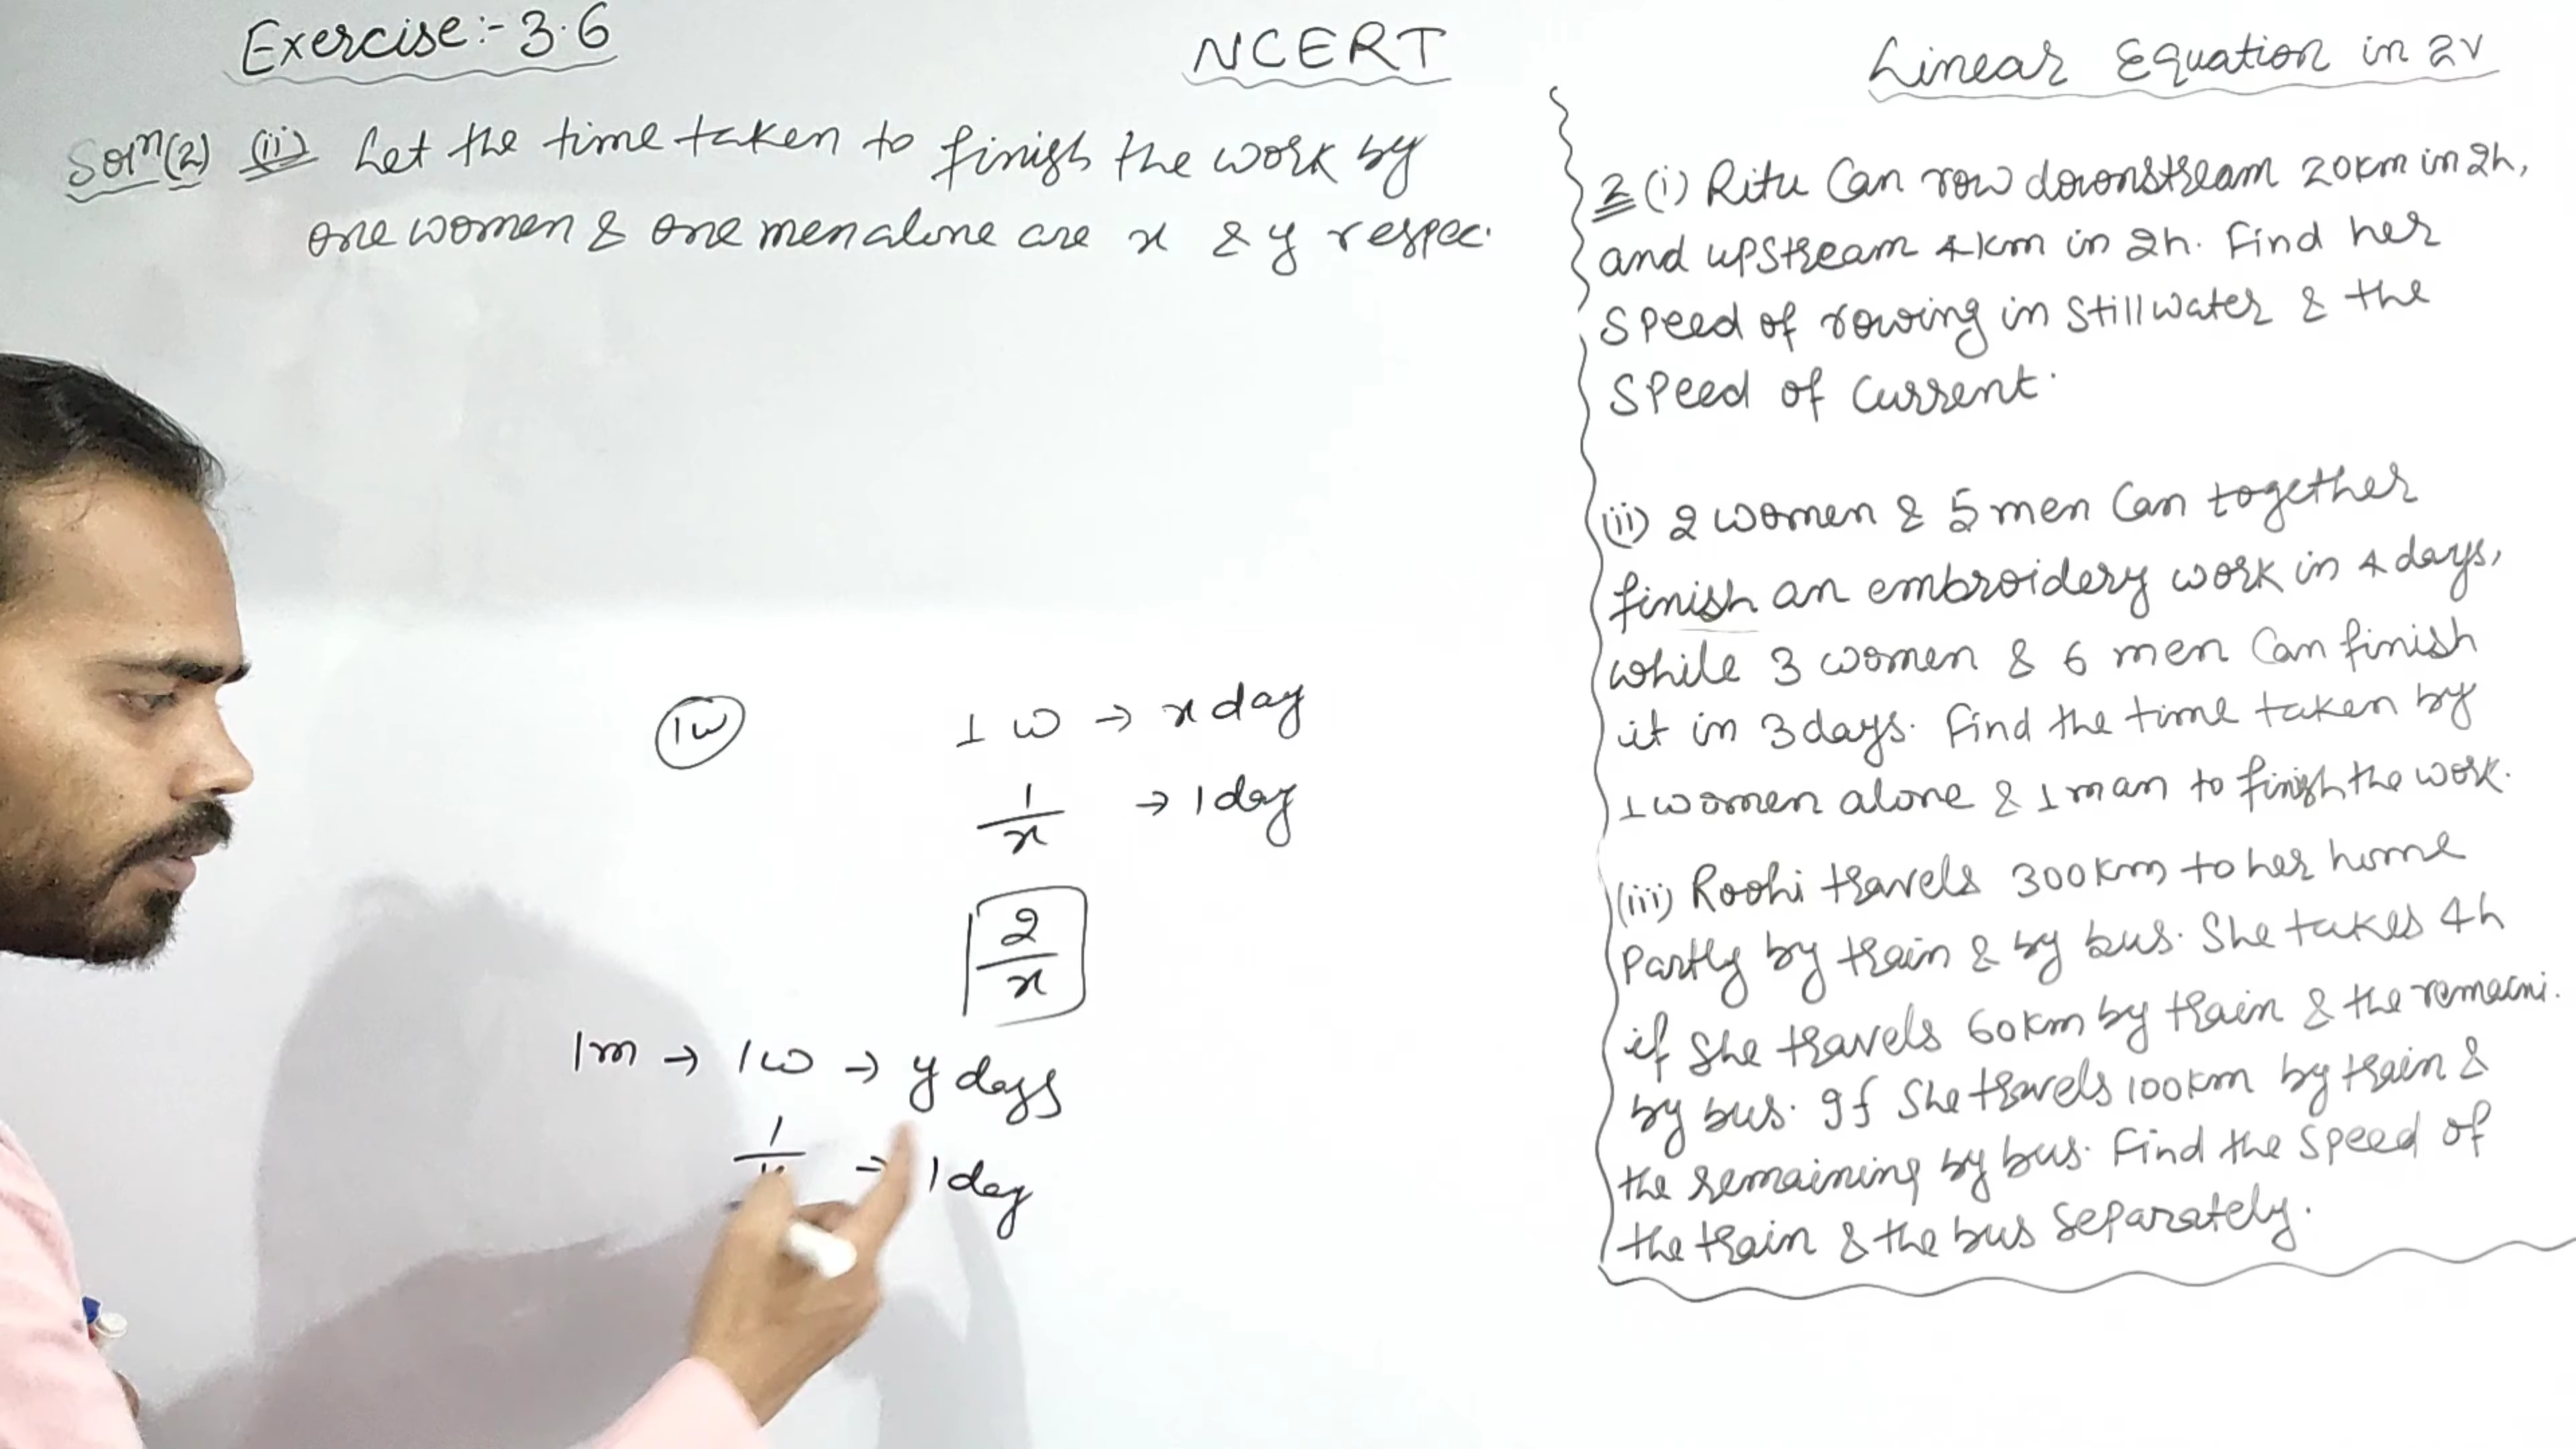 Exercise:- 3.6
NCERT
Linear Equation in 2v
Soln(2) (ii) Let the time taken to finish the work by
one women & one men alone are x & y respec.
1w
1 w → x day
1/x → 1 day
2/x
1m → 1w → y days
1/ → 1 day
2 (i) Ritu Can row downstream 20km in 2h,
and upstream 4km in 2h. Find her
Speed of rowing in Still water & the
Speed of Current.
(ii) 2 women & 5 men Can together
finish an embroidery work in 4 days,
while 3 women & 6 men Can finish
it in 3 days. Find the time taken by
1 women alone & 1 man to finish the work.
(iii) Roohi travels 300km to her home
Partly by train & by bus. She takes 4h
if She travels 60km by train & the remaini.
by bus. If She travels 100km by train &
the remaining by bus. Find the Speed of
the train & the bus Separately.